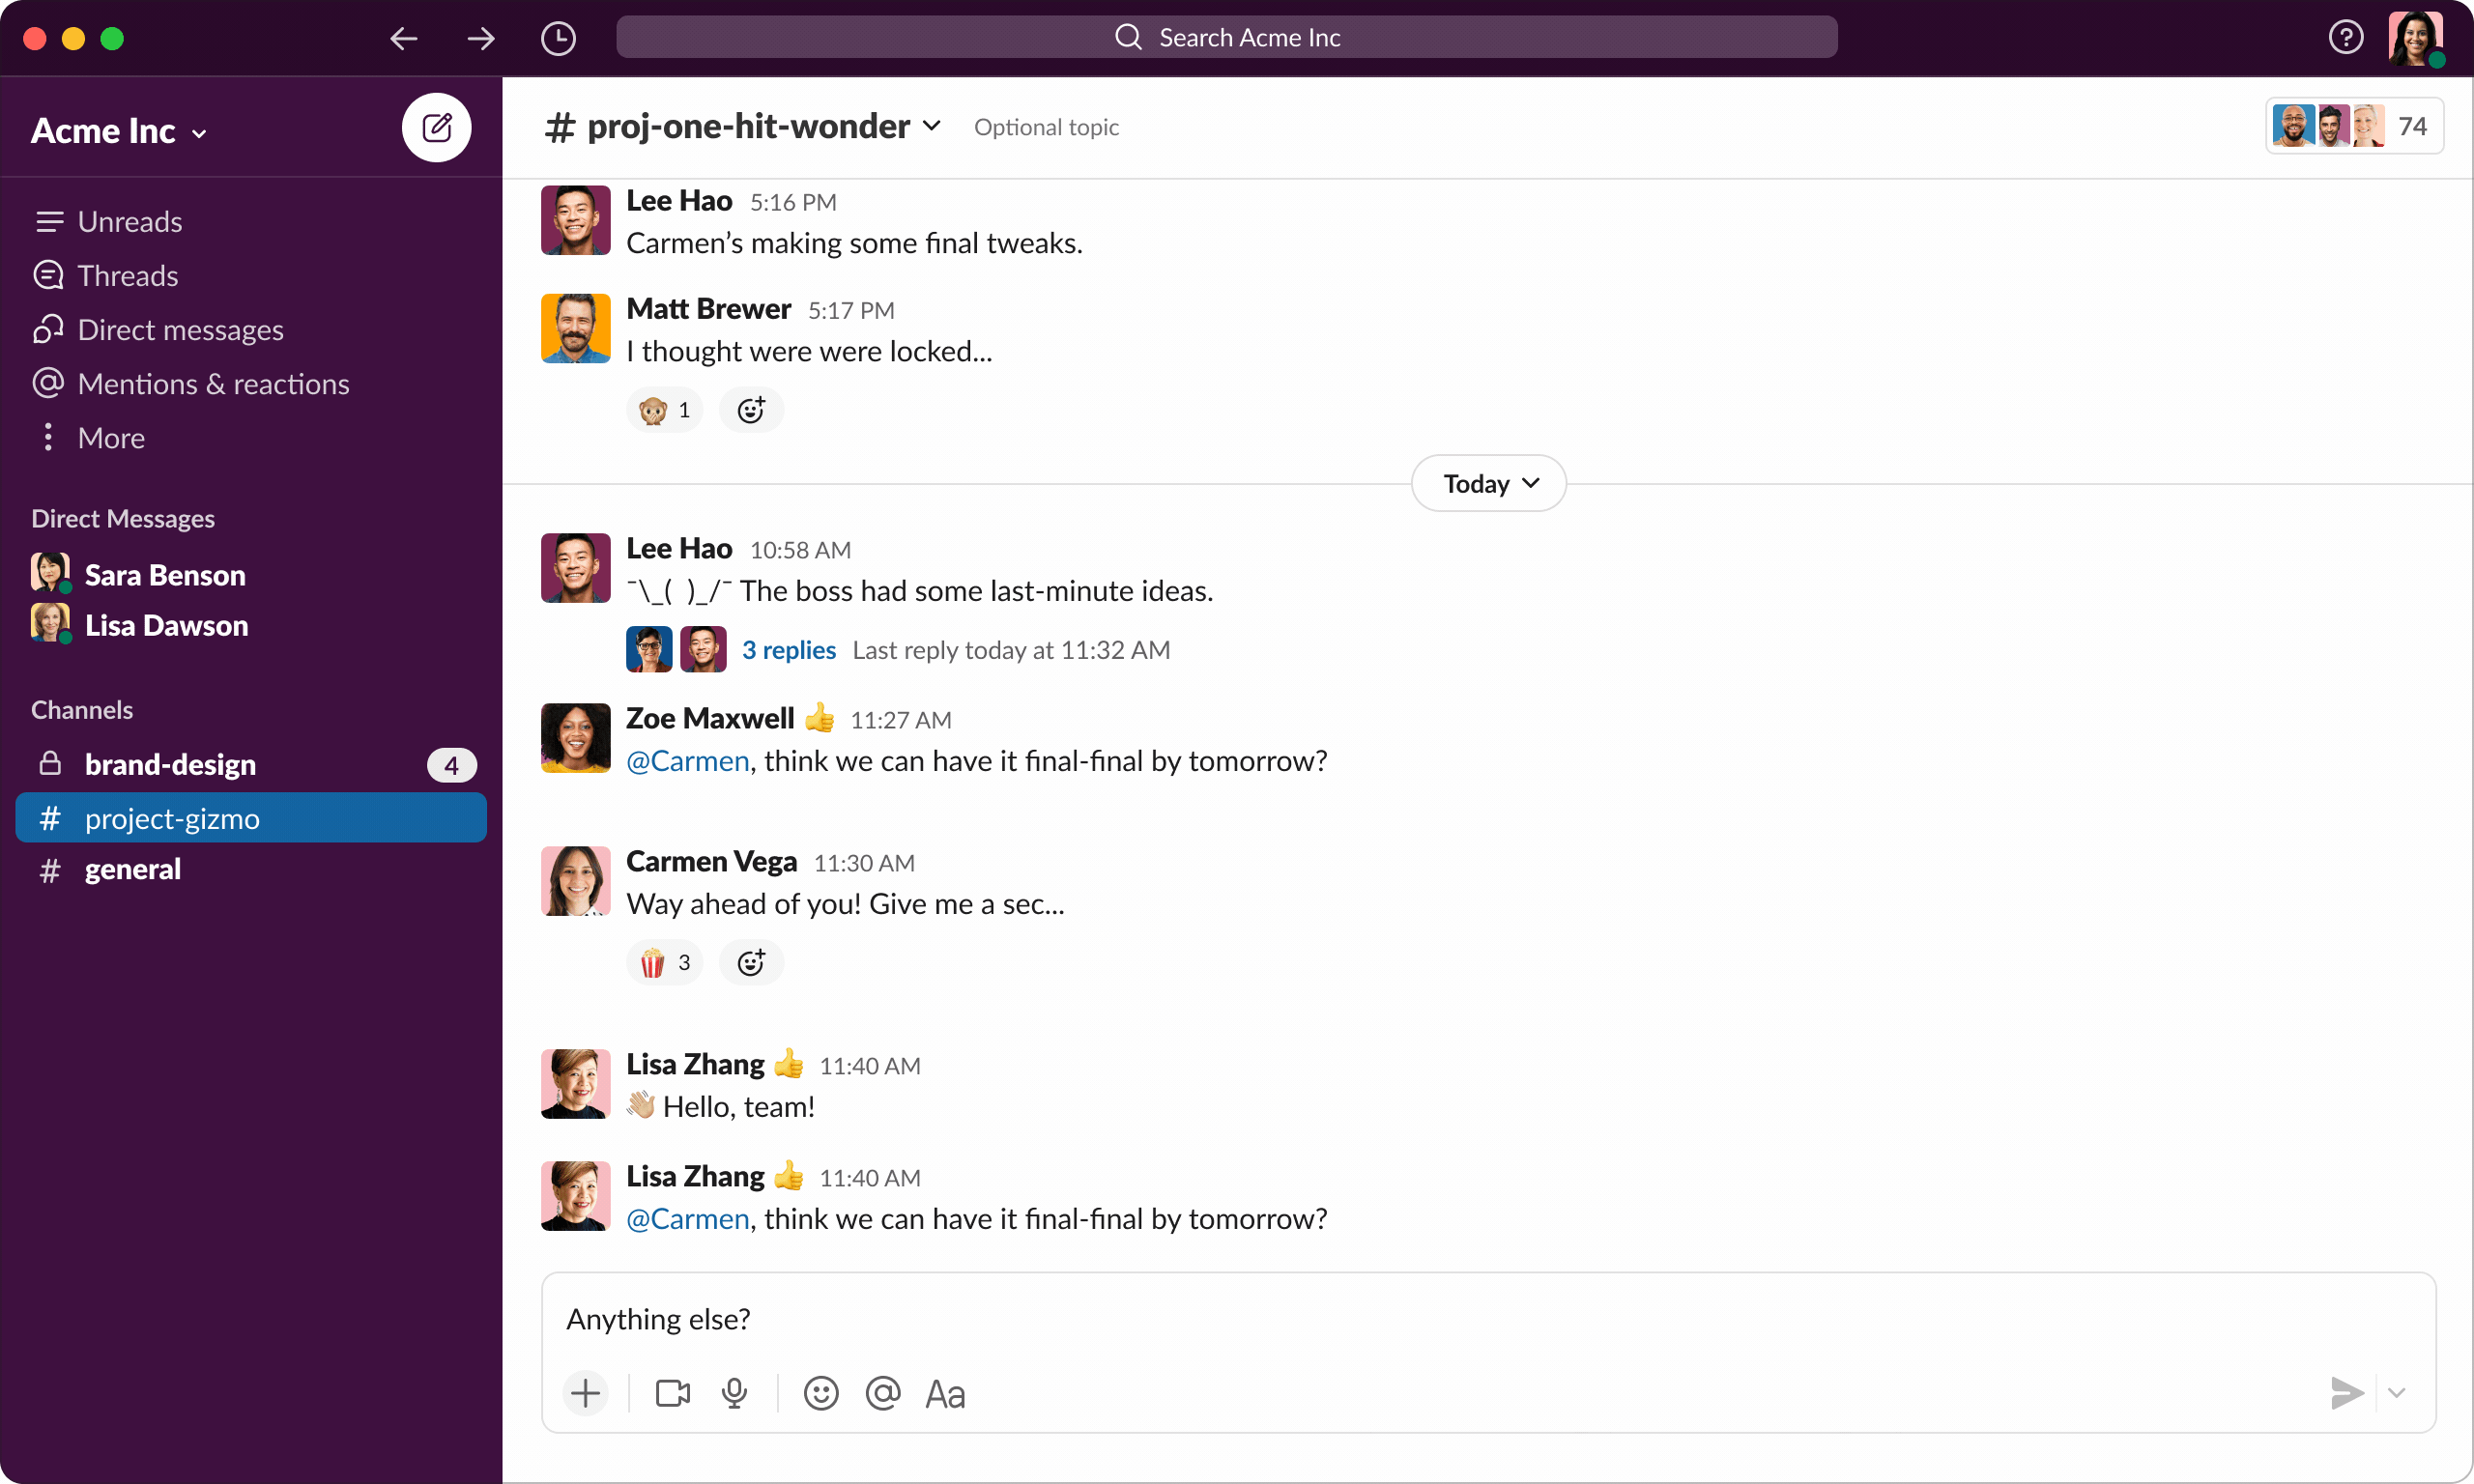 Search Acme Inc
Acme Inc
Unreads
Threads
Direct messages
Mentions & reactions
More
Direct Messages
Sara Benson
Lisa Dawson
Channels
brand-design 4
# project-gizmo
# general
# proj-one-hit-wonder Optional topic 74
Lee Hao 5:16 PM
Carmen’s making some final tweaks.
Matt Brewer 5:17 PM
I thought were were locked...
1
Today
Lee Hao 10:58 AM
¯\_( )_/¯ The boss had some last-minute ideas.
3 replies Last reply today at 11:32 AM
Zoe Maxwell 👍 11:27 AM
@Carmen, think we can have it final-final by tomorrow?
Carmen Vega 11:30 AM
Way ahead of you! Give me a sec...
3
Lisa Zhang 👍 11:40 AM
👋🏼 Hello, team!
Lisa Zhang 👍 11:40 AM
@Carmen, think we can have it final-final by tomorrow?
Anything else?
Aa